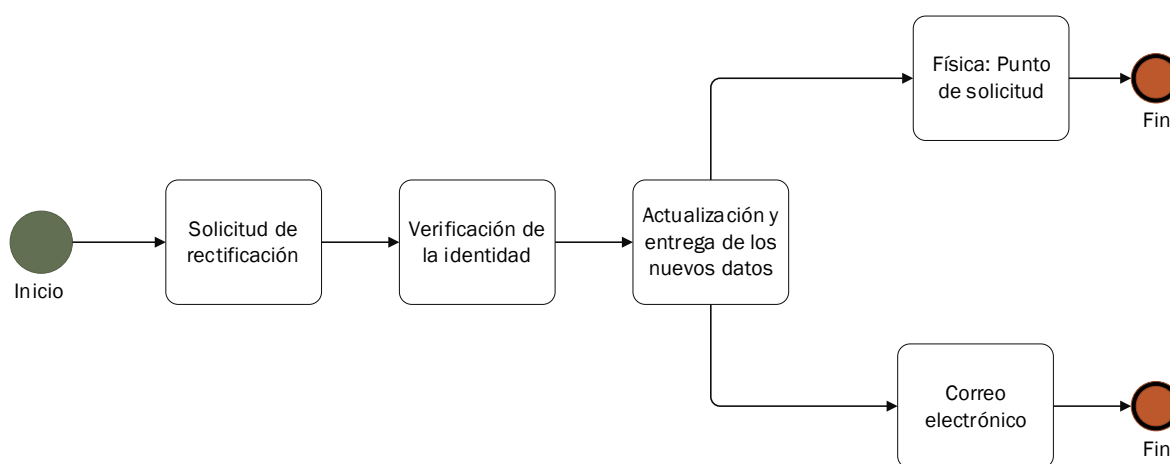 Inicio
Solicitud de
rectificación
Verificación de
la identidad
Actualización y
entrega de los
nuevos datos
Física: Punto
de solicitud
Fin
Correo
electrónico
Fin